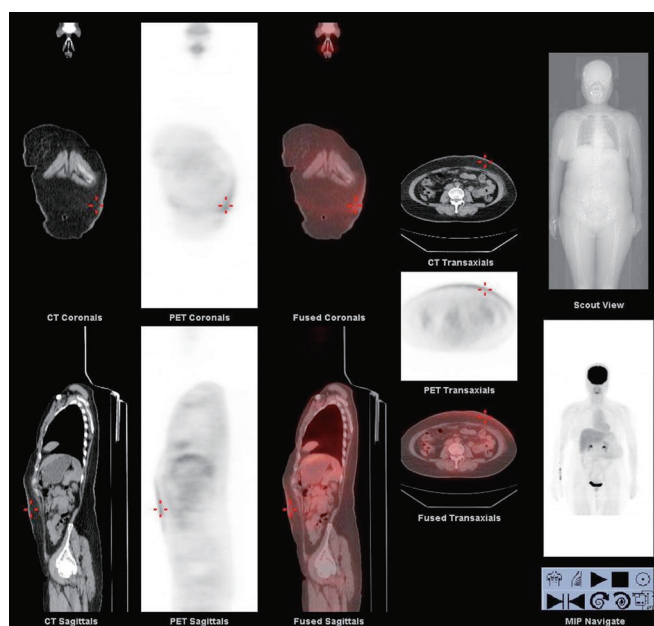 CT Transaxials
Scout View
CT Coronals
PET Coronals
Fused Coronals
PET Transaxials
Fused Transaxials
CT Sagittals
PET Sagittals
Fused Sagittals
MIP Navigate